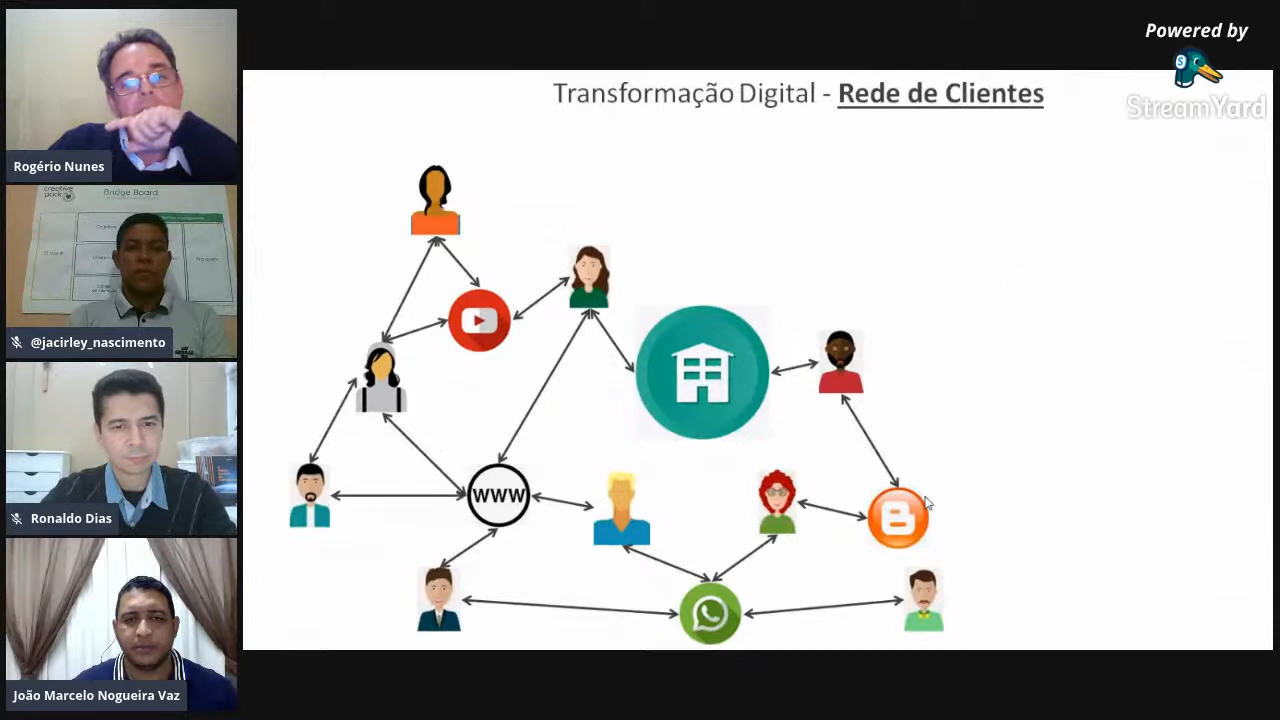 Powered by
StreamYard
Transformação Digital - Rede de Clientes
Rogério Nunes
creative
pack
Bridge Board
@jacirley_nascimento
Ronaldo Dias
João Marcelo Nogueira Vaz
www